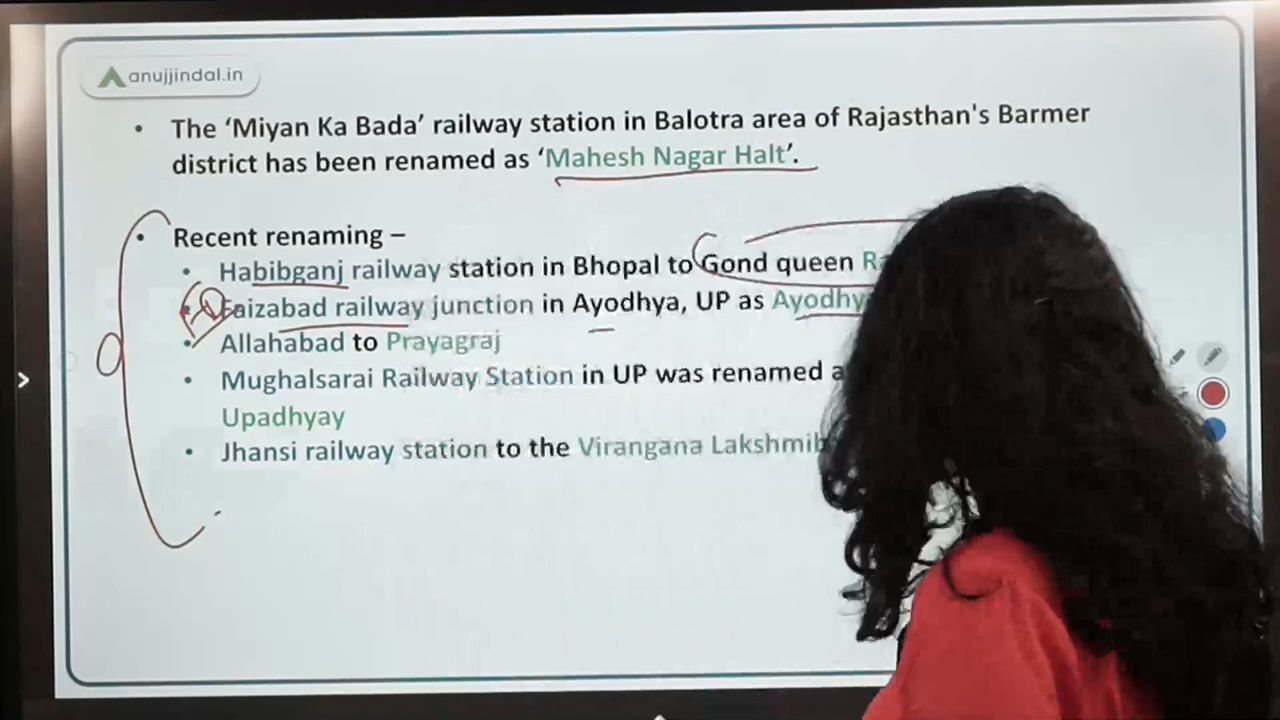 anujjindal.in
• The ‘Miyan Ka Bada’ railway station in Balotra area of Rajasthan's Barmer
district has been renamed as ‘Mahesh Nagar Halt’.
• Recent renaming –
• Habibganj railway station in Bhopal to Gond queen
• Faizabad railway junction in Ayodhya, UP as
• Allahabad to Prayagraj
• Mughalsarai Railway Station in UP was renamed
Upadhyay
• Jhansi railway station to the Virangana